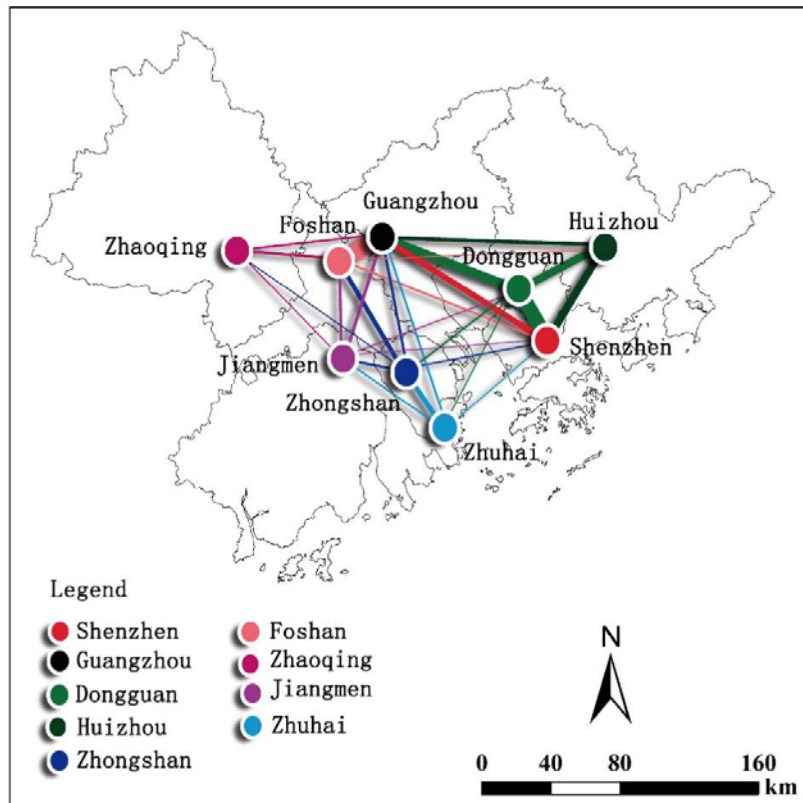 Guangzhou
Foshan
Huizhou
Zhaoqing
Dongguan
Shenzhen
Jiangmen
Zhongshan
Zhuhai
Legend
Shenzhen
Guangzhou
Dongguan
Huizhou
Zhongshan
Foshan
Zhaoqing
Jiangmen
Zhuhai
N
0 40 80 160
km